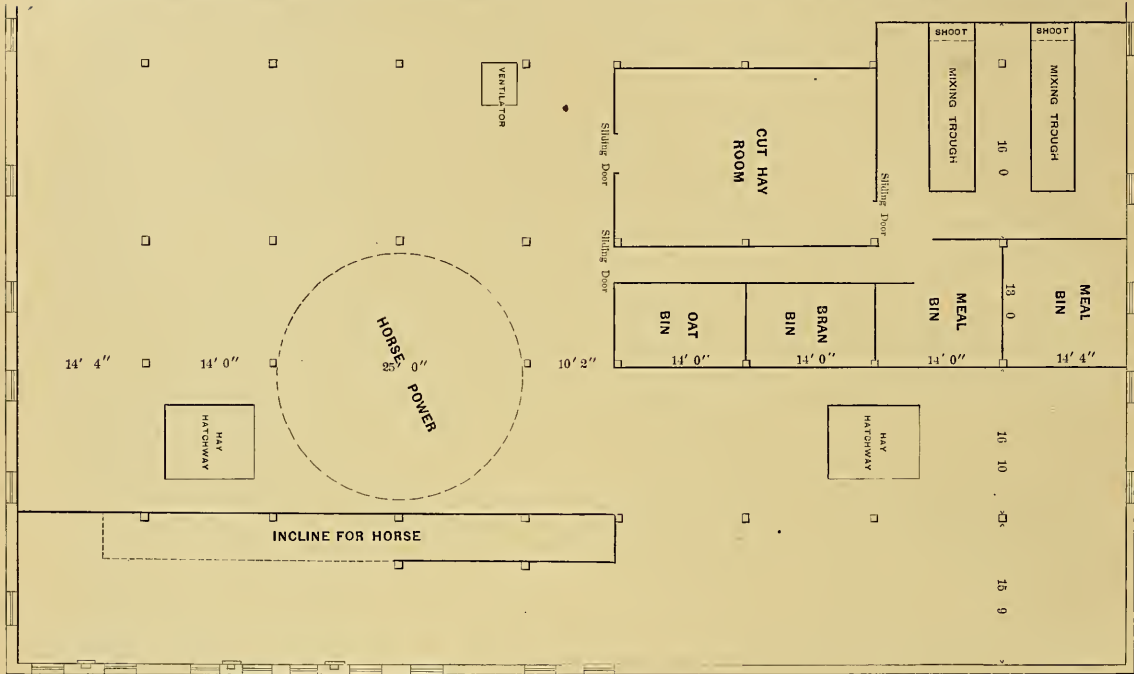 SHOOT
SHOOT
MIXING TROUGH
MIXING TROUGH
16 0
VENTILATOR
Sliding Door
CUT HAY
ROOM
Sliding Door
Sliding Door
OAT
BIN
14' 0"
BRAN
BIN
14' 0"
MEAL
BIN
14' 0"
13 0
MEAL
BIN
14' 4"
14' 4"
14' 0"
HORSE POWER
25' 0"
10' 2"
HAY
HATCHWAY
HAY
HATCHWAY
16 10
INCLINE FOR HORSE
15 9